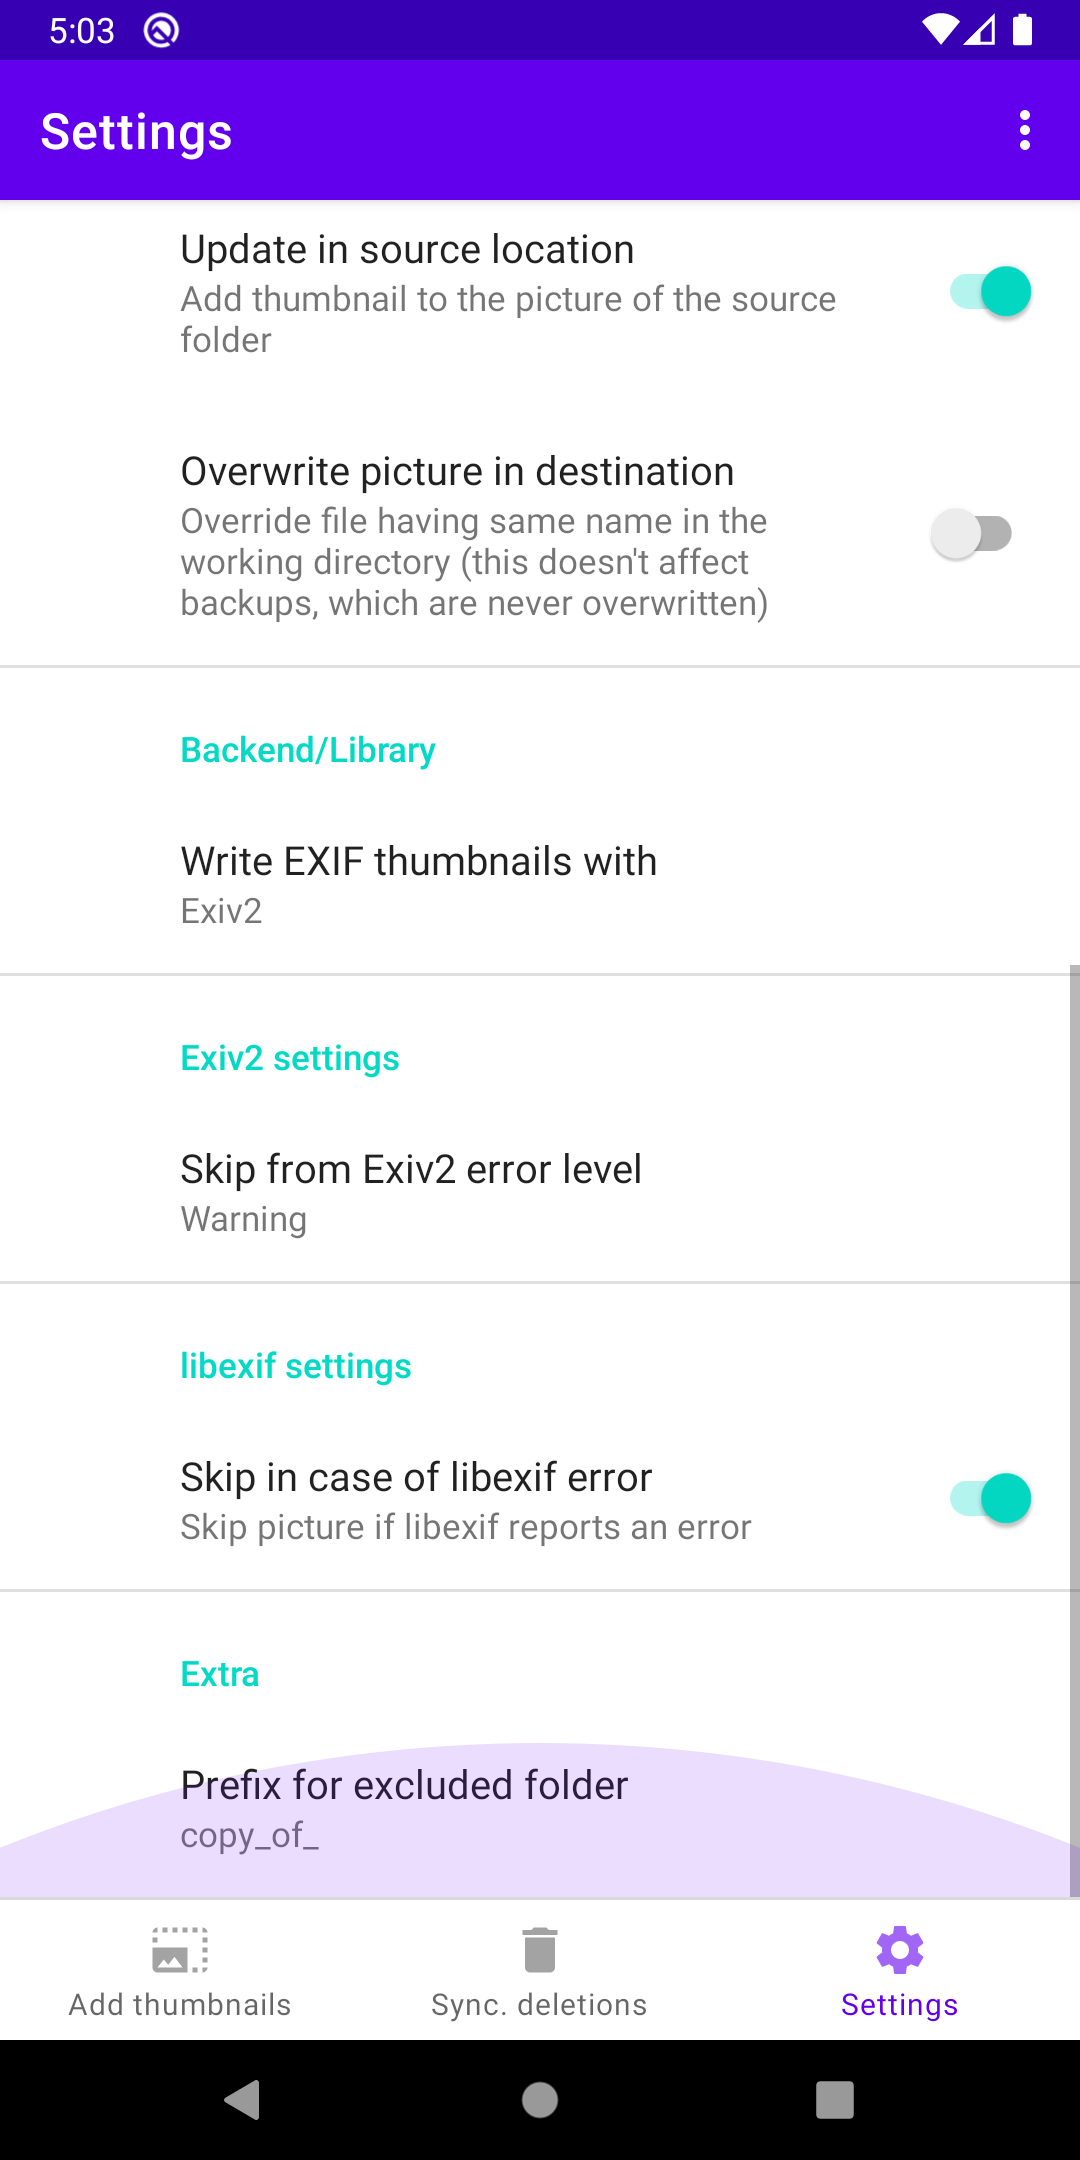 5:03
Settings
Update in source location
Add thumbnail to the picture of the source
folder
Overwrite picture in destination
Override file having same name in the
working directory (this doesn't affect
backups, which are never overwritten)
Backend/Library
Write EXIF thumbnails with
Exiv2
Exiv2 settings
Skip from Exiv2 error level
Warning
libexif settings
Skip in case of libexif error
Skip picture if libexif reports an error
Extra
Prefix for excluded folder
copy_of_
Add thumbnails
Sync. deletions
Settings